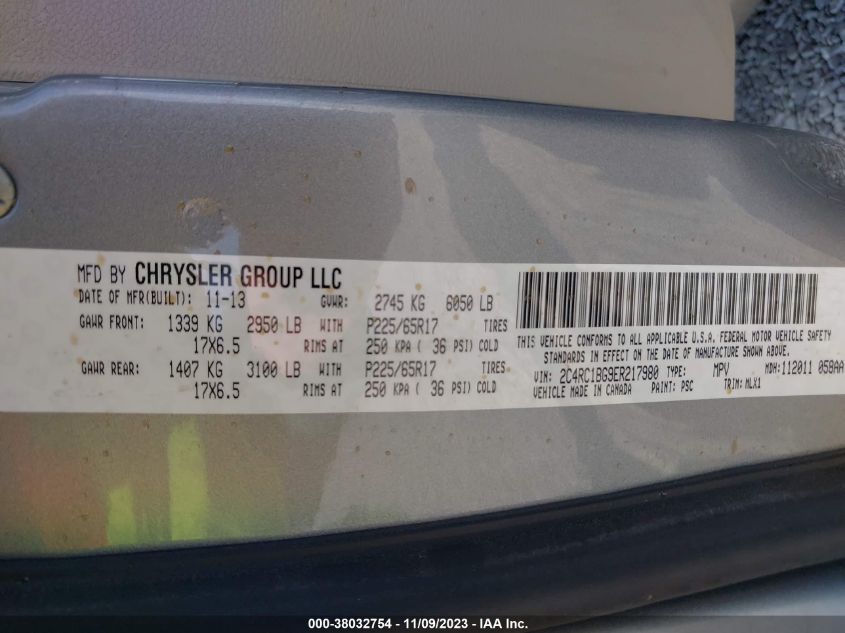 MFD BY CHRYSLER GROUP LLC
DATE OF MFR(BUILT): 11-13 GVWR: 2745 KG 6050 LB
GAWR FRONT: 1339 KG 2950 LB WITH P225/65R17 TIRES
17X6.5 RIMS AT 250 KPA ( 36 PSI) COLD
GAWR REAR: 1407 KG 3100 LB WITH P225/65R17 TIRES
17X6.5 RIMS AT 250 KPA ( 36 PSI) COLD
THIS VEHICLE CONFORMS TO ALL APPLICABLE U.S.A. FEDERAL MOTOR VEHICLE SAFETY
STANDARDS IN EFFECT ON THE DATE OF MANUFACTURE SHOWN ABOVE.
VIN: 2C4RC1BG9ER217980 TYPE: MPV MDH:112011 058AA
VEHICLE MADE IN CANADA PAINT: PSC TRIM: MLX1
000-38032754 - 11/09/2023 - IAA Inc.